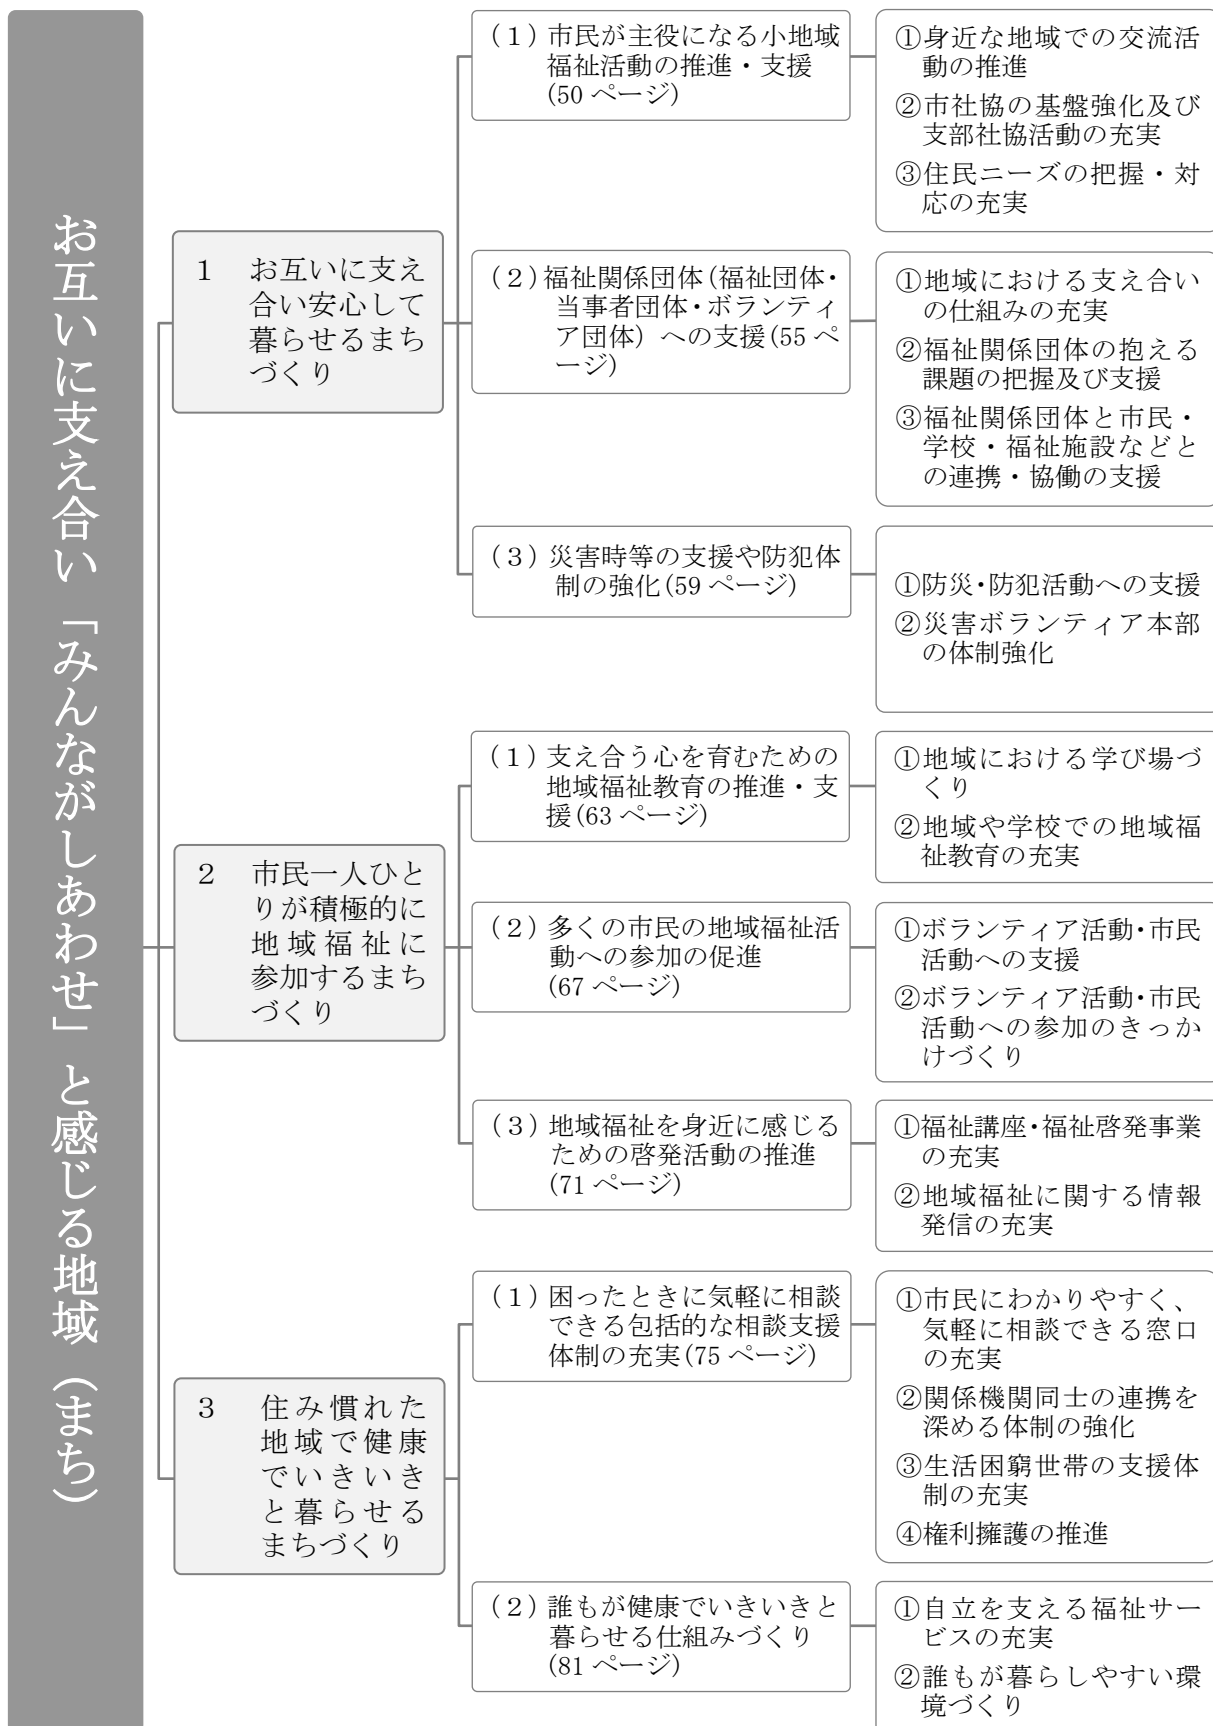 お互いに支え合い「みんながしあわせ」と感じる地域(まち)
1 お互いに支え
合い安心して
暮らせるまち
づくり
(1)市民が主役になる小地域
福祉活動の推進・支援
(50 ページ)
①身近な地域での交流活
動の推進
②市社協の基盤強化及び
支部社協活動の充実
③住民ニーズの把握・対
応の充実
(2)福祉関係団体(福祉団体・
当事者団体・ボランティ
ア団体) への支援(55 ペ
ージ)
①地域における支え合い
の仕組みの充実
②福祉関係団体の抱える
課題の把握及び支援
③福祉関係団体と市民・
学校・福祉施設などと
の連携・協働の支援
(3)災害時等の支援や防犯体
制の強化(59 ページ)
①防災・防犯活動への支援
②災害ボランティア本部
の体制強化
2 市民一人ひと
りが積極的に
地域福祉に
参加するまち
づくり
(1)支え合う心を育むための
地域福祉教育の推進・支
援(63 ページ)
①地域における学び場づ
くり
②地域や学校での地域福
祉教育の充実
(2)多くの市民の地域福祉活
動への参加の促進
(67 ページ)
①ボランティア活動・市民
活動への支援
②ボランティア活動・市民
活動への参加のきっか
けづくり
(3)地域福祉を身近に感じる
ための啓発活動の推進
(71 ページ)
①福祉講座・福祉啓発事業
の充実
②地域福祉に関する情報
発信の充実
3 住み慣れた
地域で健康
でいきいき
と暮らせる
まちづくり
(1)困ったときに気軽に相談
できる包括的な相談支援
体制の充実(75 ページ)
①市民にわかりやすく、
気軽に相談できる窓口
の充実
②関係機関同士の連携を
深める体制の強化
③生活困窮世帯の支援体
制の充実
④権利擁護の推進
(2)誰もが健康でいきいきと
暮らせる仕組みづくり
(81 ページ)
①自立を支える福祉サー
ビスの充実
②誰もが暮らしやすい環
境づくり